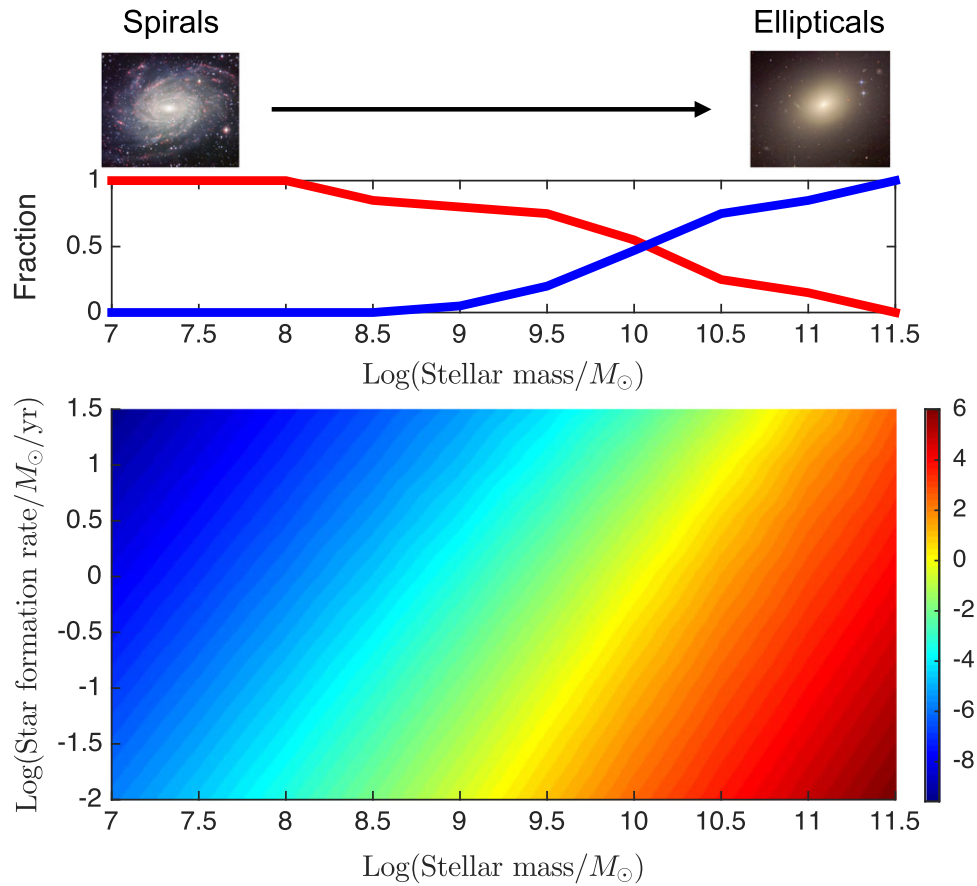 Spirals
Ellipticals
Fraction
1
0.5
0
7 7.5 8 8.5 9 9.5 10 10.5 11 11.5
Log(Stellar mass/M☉)
Log(Star formation rate/M☉/yr)
1.5
1
0.5
0
-0.5
-1
-1.5
-2
7 7.5 8 8.5 9 9.5 10 10.5 11 11.5
Log(Stellar mass/M☉)
6
4
2
0
-2
-4
-6
-8